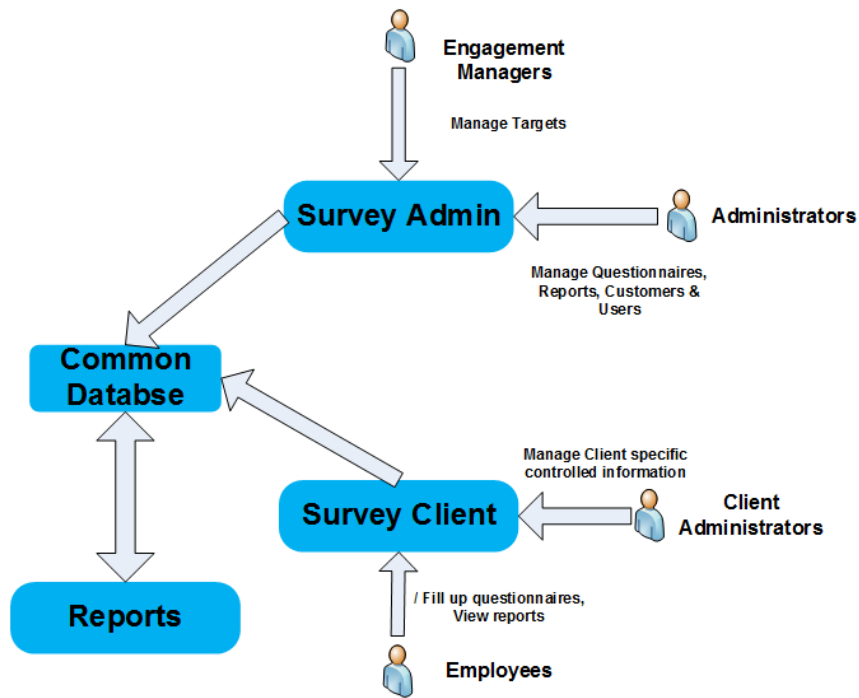 Engagement
Managers
Manage Targets
Survey Admin
Administrators
Manage Questionnaires,
Reports, Customers &
Users
Common
Databse
Manage Client specific
controlled information
Survey Client
Client
Administrators
/ Fill up questionnaires,
View reports
Reports
Employees